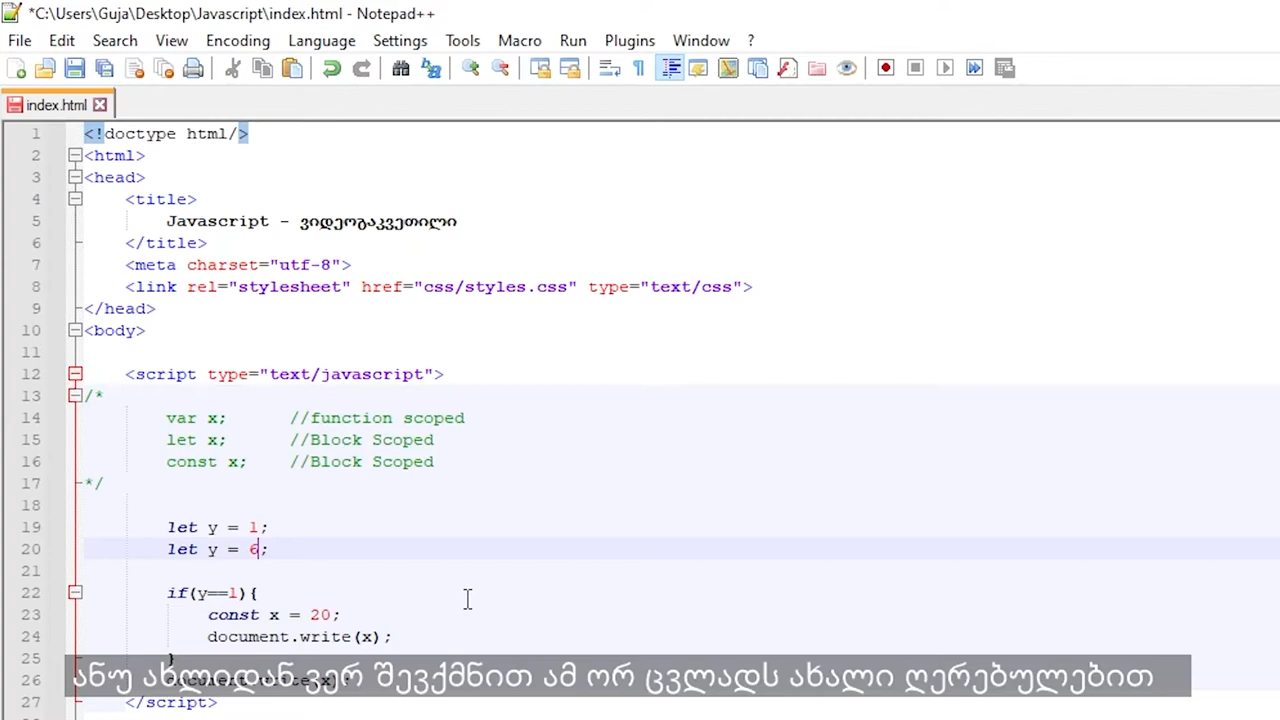 *C:\Users\Guja\Desktop\Javascript\index.html - Notepad++
File Edit Search View Encoding Language Settings Tools Macro Run Plugins Window ?
index.html
1 <!doctype html/>
2 <html>
3 <head>
4 <title>
5 Javascript - ვიდეოგაკვეთილი
6 </title>
7 <meta charset="utf-8">
8 <link rel="stylesheet" href="css/styles.css" type="text/css">
9 </head>
10 <body>
11
12 <script type="text/javascript">
13 /*
14 var x; //function scoped
15 let x; //Block Scoped
16 const x; //Block Scoped
17 */
18
19 let y = 1;
20 let y = 6;
21
22 if(y==1){
23 const x = 20;
24 document.write(x);
25 }
ანუ ახლიდან ვერ შევქმნით ამ ორ ცვლადს ახალი ღერებულებით
26
27 </script>